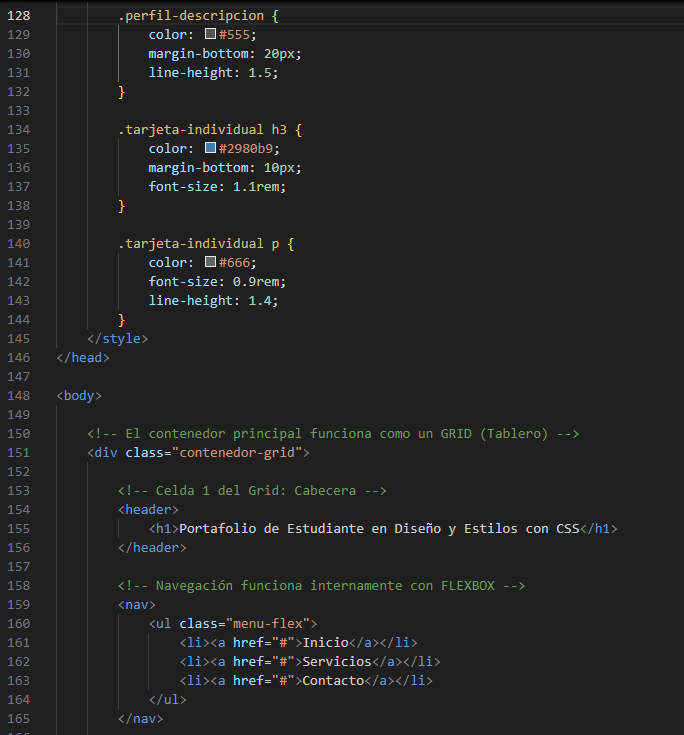 128 .perfil-descripcion {
129 color: #555;
130 margin-bottom: 20px;
131 line-height: 1.5;
132 }
133
134 .tarjeta-individual h3 {
135 color: #2980b9;
136 margin-bottom: 10px;
137 font-size: 1.1rem;
138 }
139
140 .tarjeta-individual p {
141 color: #666;
142 font-size: 0.9rem;
143 line-height: 1.4;
144 }
145 </style>
146 </head>
147
148 <body>
149
150 <!-- El contenedor principal funciona como un GRID (Tablero) -->
151 <div class="contenedor-grid">
152
153 <!-- Celda 1 del Grid: Cabecera -->
154 <header>
155 <h1>Portafolio de Estudiante en Diseño y Estilos con CSS</h1>
156 </header>
157
158 <!-- Navegación funciona internamente con FLEXBOX -->
159 <nav>
160 <ul class="menu-flex">
161 <li><a href="#">Inicio</a></li>
162 <li><a href="#">Servicios</a></li>
163 <li><a href="#">Contacto</a></li>
164 </ul>
165 </nav>